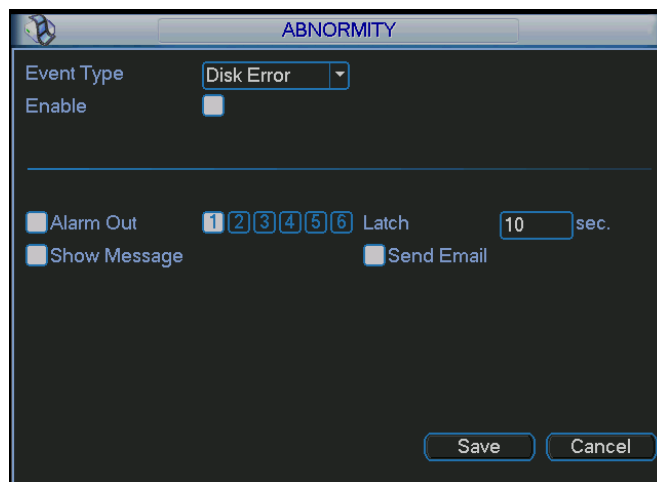 ABNORMITY
Event Type Disk Error
Enable
Alarm Out 1 2 3 4 5 6 Latch 10 sec.
Show Message Send Email
Save Cancel